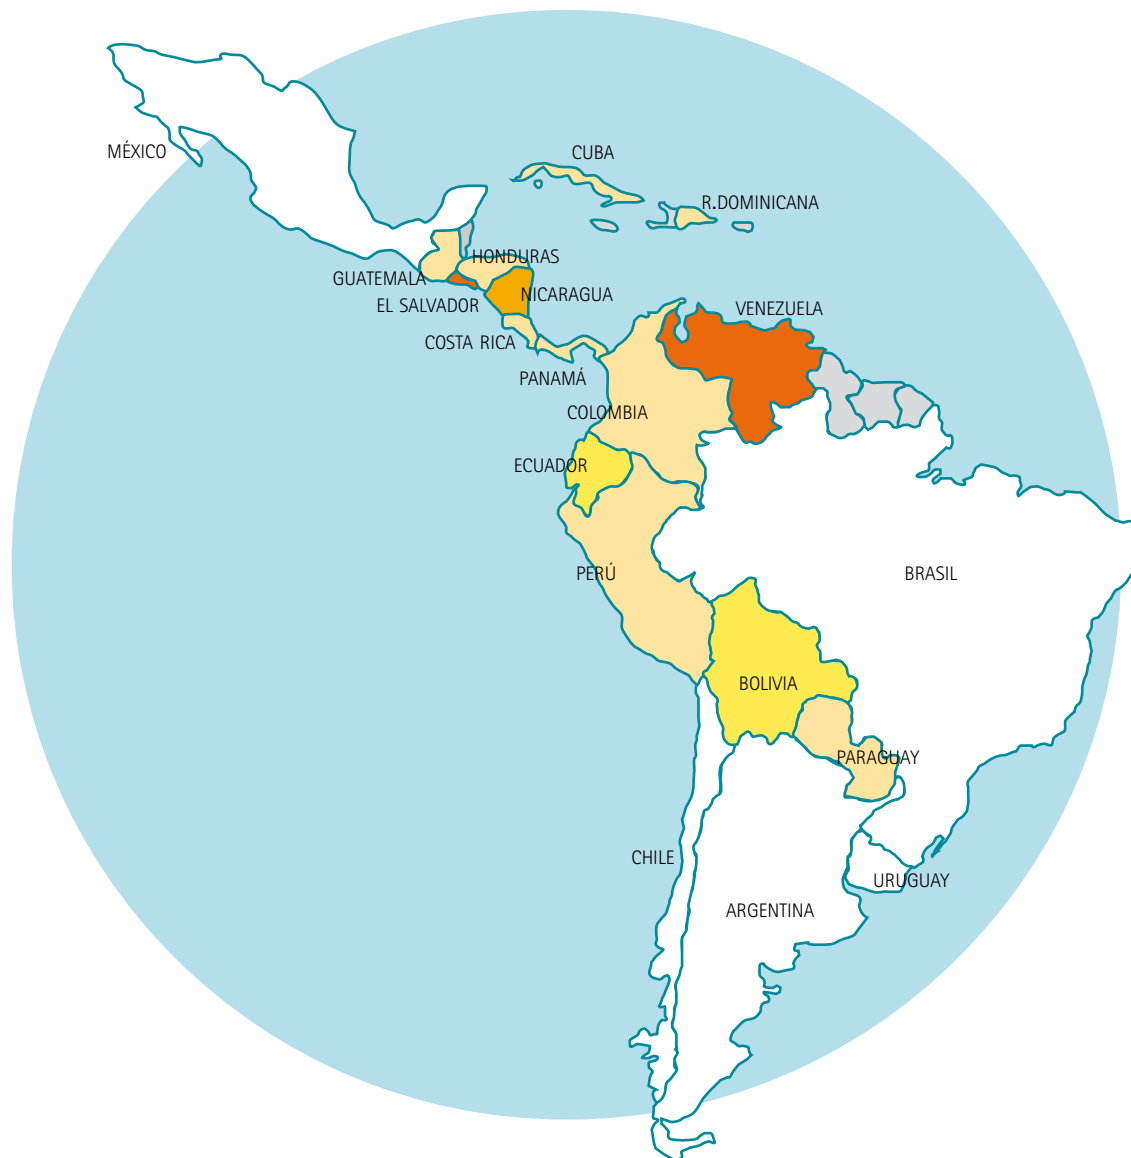 MÉXICO
CUBA
R.DOMINICANA
HONDURAS
GUATEMALA
NICARAGUA
EL SALVADOR
VENEZUELA
COSTA RICA
PANAMÁ
COLOMBIA
ECUADOR
PERÚ
BRASIL
BOLIVIA
PARAGUAY
CHILE
URUGUAY
ARGENTINA